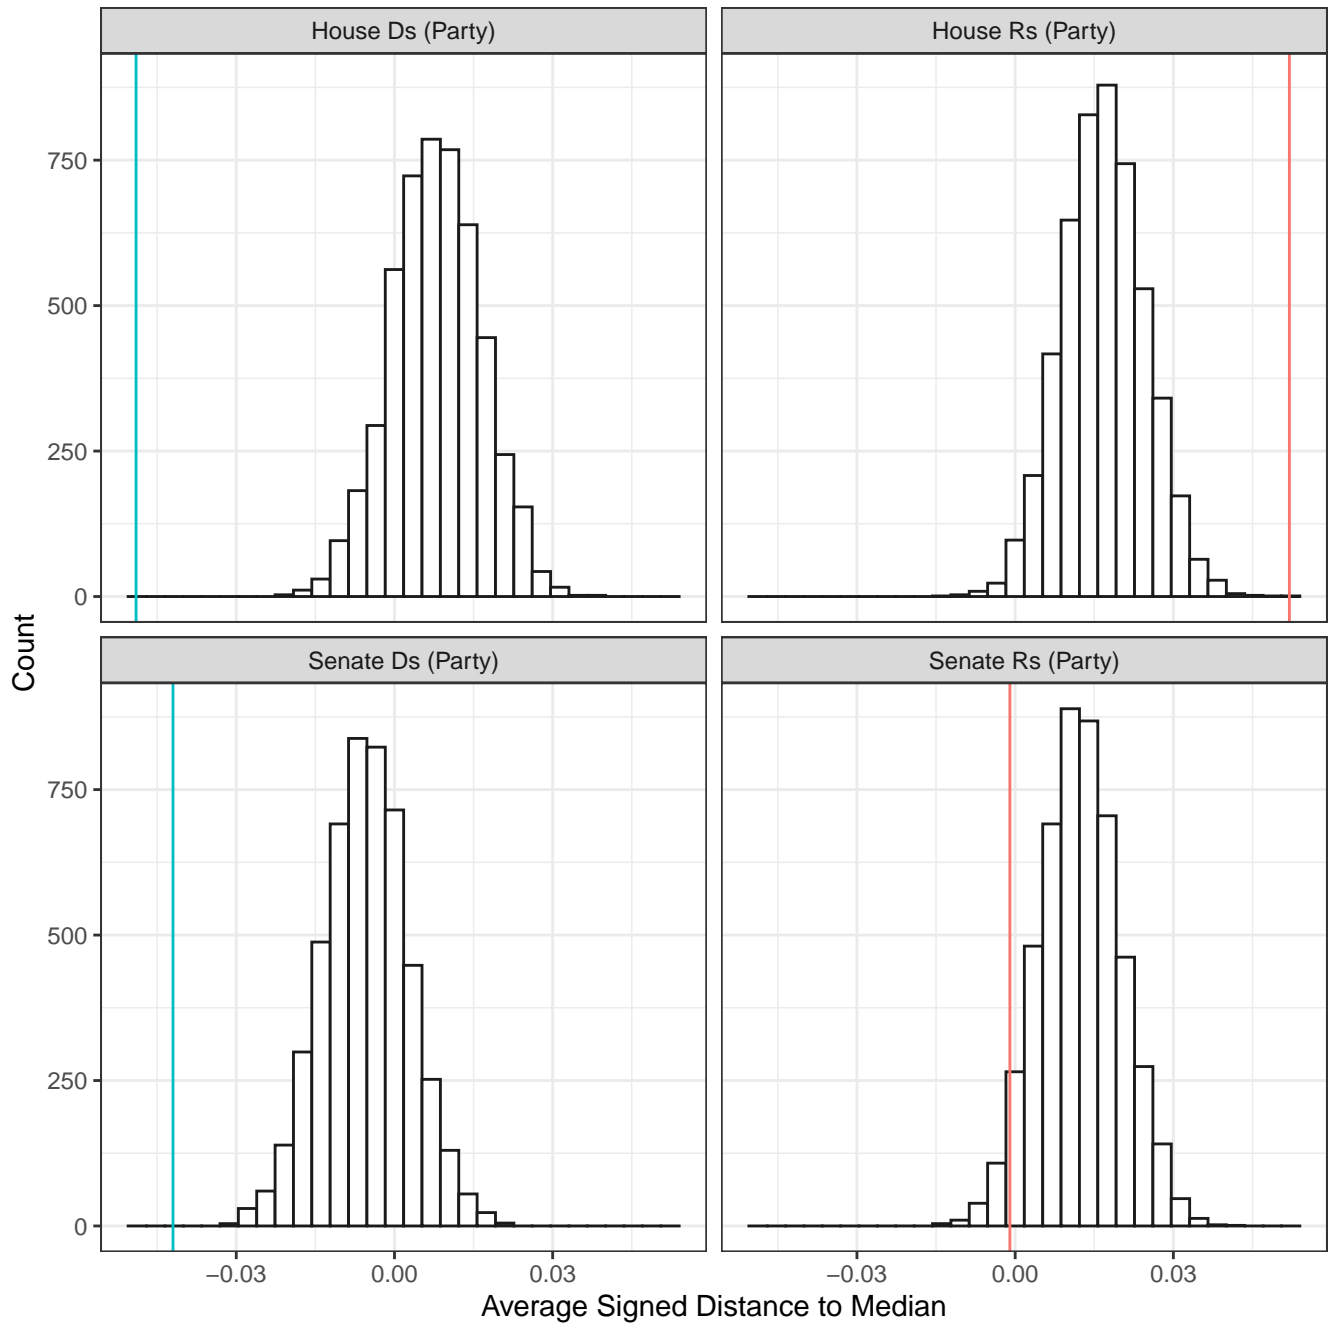 House Ds (Party)
House Rs (Party)
750
500
250
0
Senate Ds (Party)
Senate Rs (Party)
750
500
250
0
Count
−0.03
0.00
0.03
−0.03
0.00
0.03
Average Signed Distance to Median